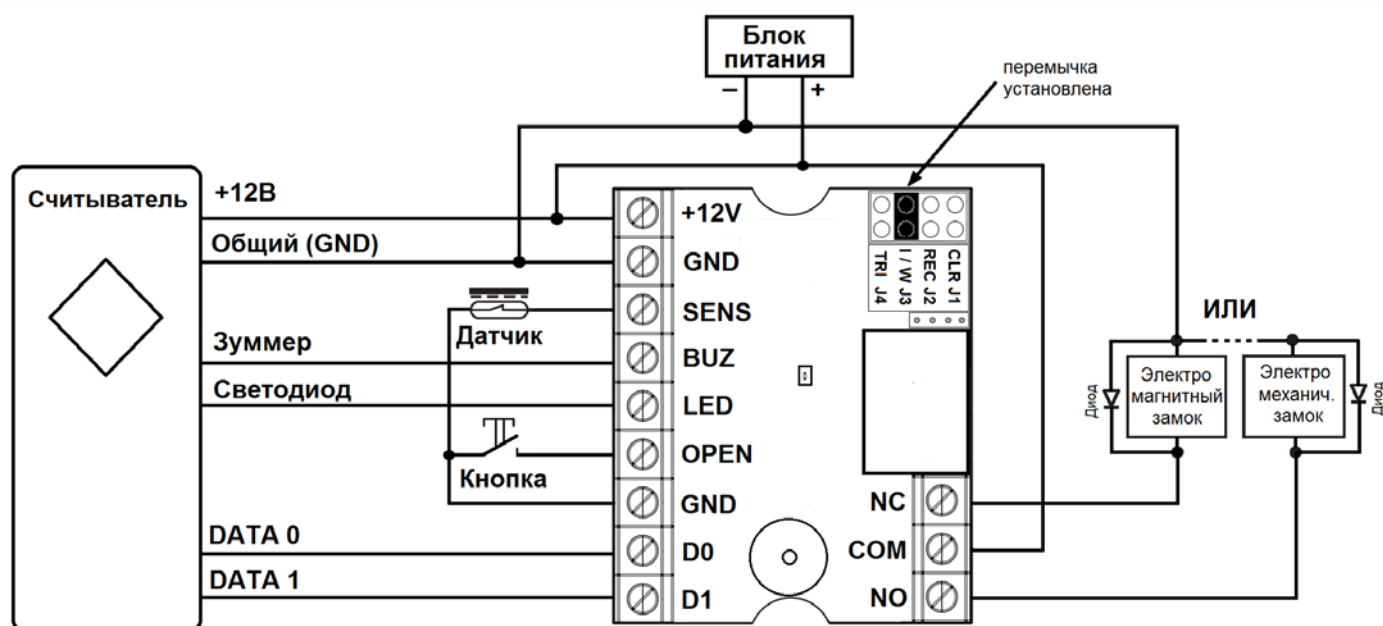 Блок
питания
– +
перемычка
установлена
Считыватель
+12В
Общий (GND)
Датчик
Зуммер
Светодиод
Кнопка
DATA 0
DATA 1
+12V
GND
SENS
BUZ
LED
OPEN
GND
D0
D1
CLR J1
REC J2
I / W J3
TRI J4
NC
COM
NO
ИЛИ
Диод
Электро
магнитный
замок
Электро
механич.
замок
Диод